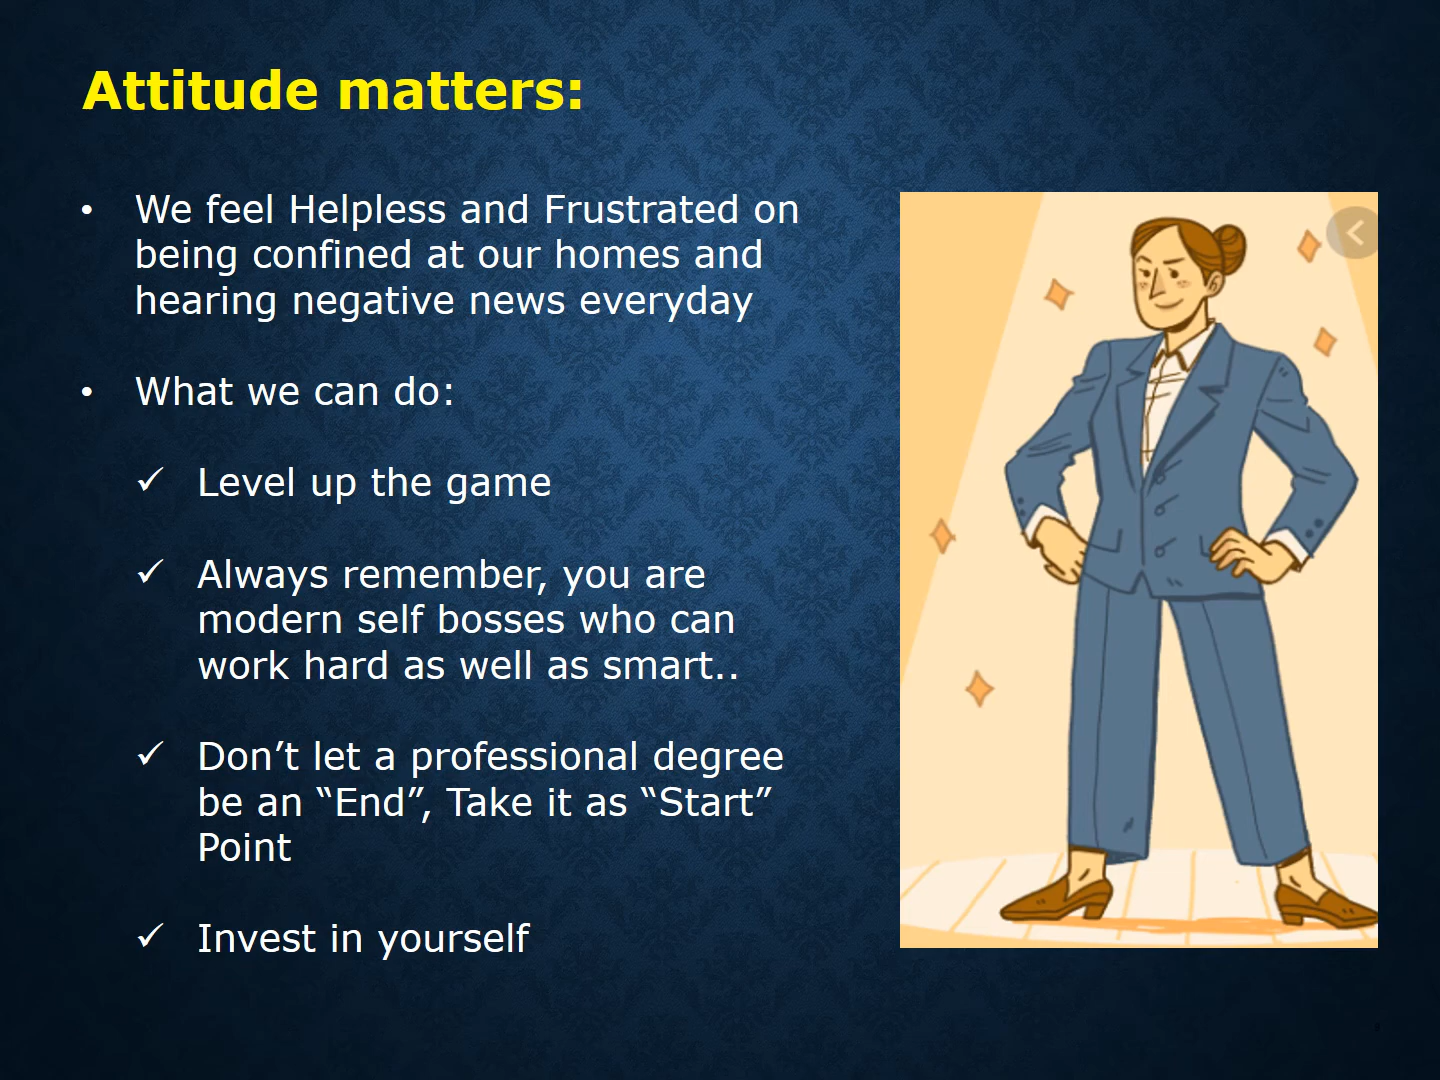 Attitude matters:
• We feel Helpless and Frustrated on
being confined at our homes and
hearing negative news everyday
• What we can do:
✓ Level up the game
✓ Always remember, you are
modern self bosses who can
work hard as well as smart..
✓ Don’t let a professional degree
be an “End”, Take it as “Start”
Point
✓ Invest in yourself